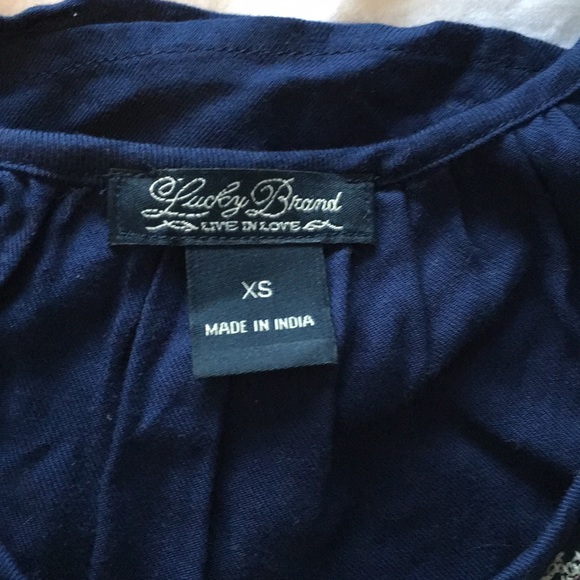 Lucky Brand
LIVE IN LOVE
XS
MADE IN INDIA